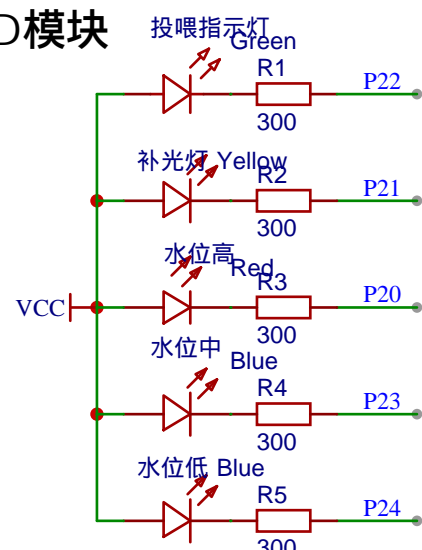 D模块
投喂指示灯
Green
R1
P22
300
补光灯 Yellow
R2
P21
300
水位高
Red
R3
VCC
P20
300
水位中
Blue
R4
P23
300
水位低 Blue
R5
P24
300